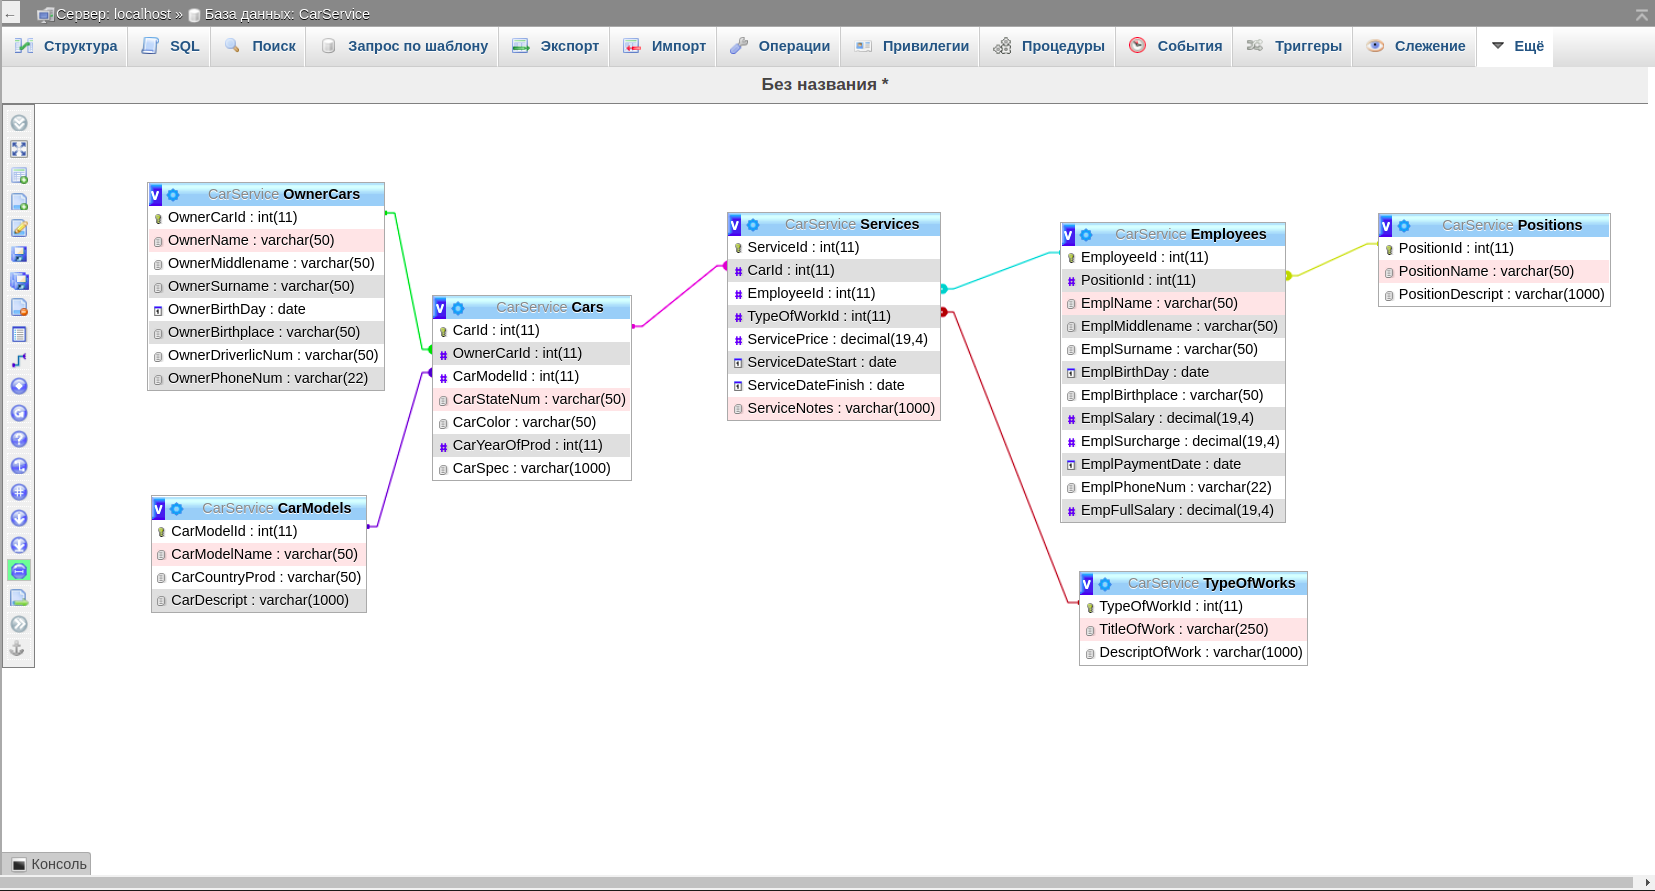 ← Сервер: localhost » База данных: CarService
Структура SQL Поиск Запрос по шаблону Экспорт Импорт Операции Привилегии Процедуры События Триггеры Слежение Ещё
Без названия *
CarService OwnerCars
OwnerCarId : int(11)
OwnerName : varchar(50)
OwnerMiddlename : varchar(50)
OwnerSurname : varchar(50)
OwnerBirthDay : date
OwnerBirthplace : varchar(50)
OwnerDriverlicNum : varchar(50)
OwnerPhoneNum : varchar(22)
CarService CarModels
CarModelId : int(11)
CarModelName : varchar(50)
CarCountryProd : varchar(50)
CarDescript : varchar(1000)
CarService Cars
CarId : int(11)
OwnerCarId : int(11)
CarModelId : int(11)
CarStateNum : varchar(50)
CarColor : varchar(50)
CarYearOfProd : int(11)
CarSpec : varchar(1000)
CarService Services
ServiceId : int(11)
CarId : int(11)
EmployeeId : int(11)
TypeOfWorkId : int(11)
ServicePrice : decimal(19,4)
ServiceDateStart : date
ServiceDateFinish : date
ServiceNotes : varchar(1000)
CarService Employees
EmployeeId : int(11)
PositionId : int(11)
EmplName : varchar(50)
EmplMiddlename : varchar(50)
EmplSurname : varchar(50)
EmplBirthDay : date
EmplBirthplace : varchar(50)
EmplSalary : decimal(19,4)
EmplSurcharge : decimal(19,4)
EmplPaymentDate : date
EmplPhoneNum : varchar(22)
EmpFullSalary : decimal(19,4)
CarService Positions
PositionId : int(11)
PositionName : varchar(50)
PositionDescript : varchar(1000)
CarService TypeOfWorks
TypeOfWorkId : int(11)
TitleOfWork : varchar(250)
DescriptOfWork : varchar(1000)
Консоль